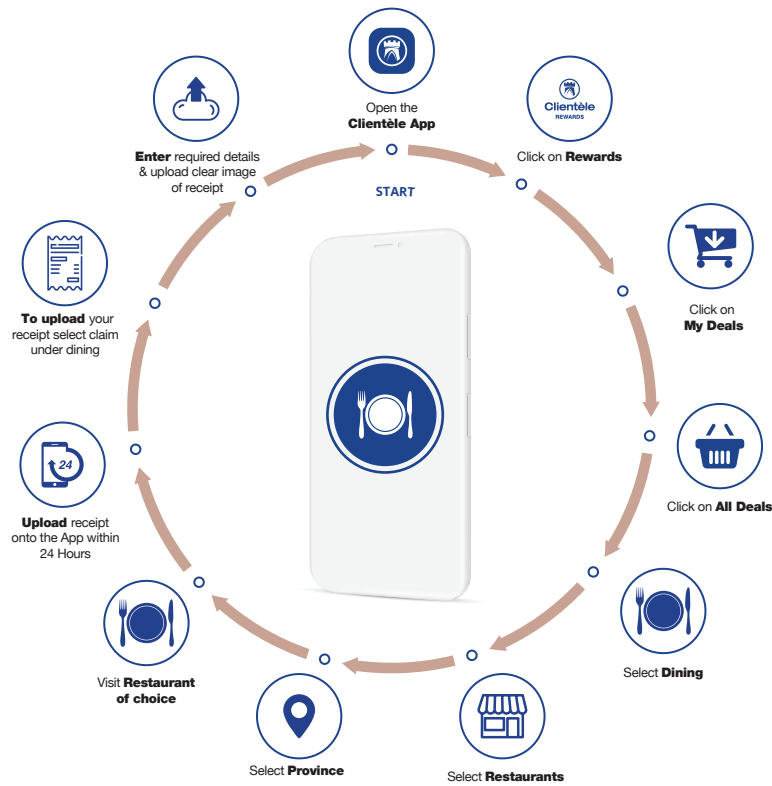 Open the
Clientèle App
START
Clientèle
REWARDS
Click on Rewards
Click on
My Deals
Click on All Deals
Select Dining
Select Restaurants
Select Province
Visit Restaurant
of choice
24
Upload receipt
onto the App within
24 Hours
To upload your
receipt select claim
under dining
Enter required details
& upload clear image
of receipt